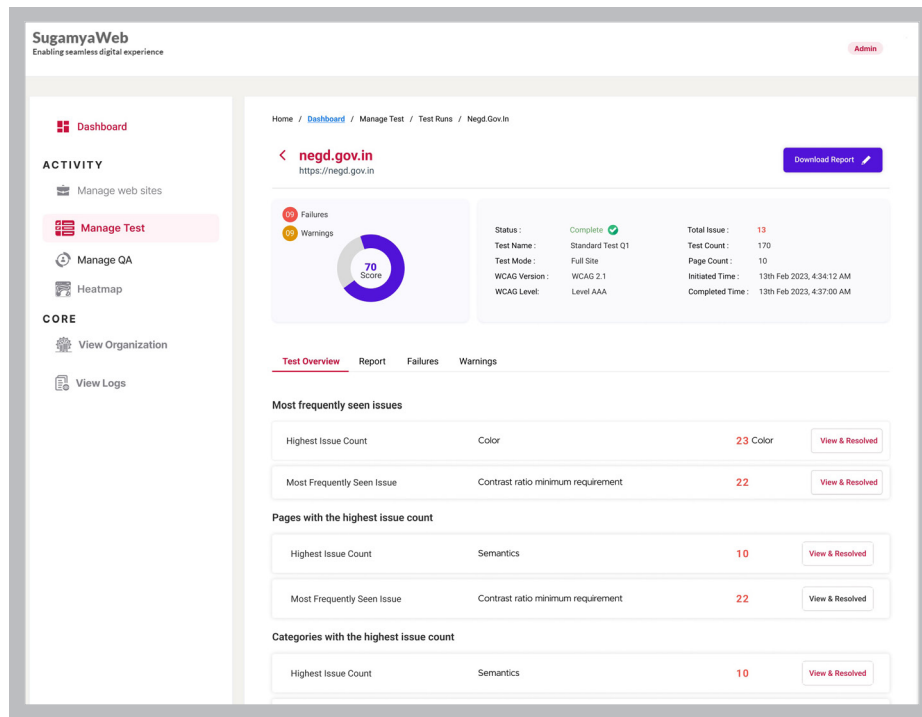 SugamyaWeb
Enabling seamless digital experience
Admin
Dashboard
ACTIVITY
Manage web sites
Manage Test
Manage QA
Heatmap
CORE
View Organization
View Logs
Home / Dashboard / Manage Test / Test Runs / Negd.Gov.In
negd.gov.in
https://negd.gov.in
Download Report
09 Failures
09 Warnings
70
Score
Status : Complete
Test Name : Standard Test Q1
Test Mode : Full Site
WCAG Version : WCAG 2.1
WCAG Level: Level AAA
Total Issue : 13
Test Count : 170
Page Count : 10
Initiated Time : 13th Feb 2023, 4:34:12 AM
Completed Time : 13th Feb 2023, 4:37:00 AM
Test Overview Report Failures Warnings
Most frequently seen issues
Highest Issue Count Color 23 Color View & Resolved
Most Frequently Seen Issue Contrast ratio minimum requirement 22 View & Resolved
Pages with the highest issue count
Highest Issue Count Semantics 10 View & Resolved
Most Frequently Seen Issue Contrast ratio minimum requirement 22 View & Resolved
Categories with the highest issue count
Highest Issue Count Semantics 10 View & Resolved